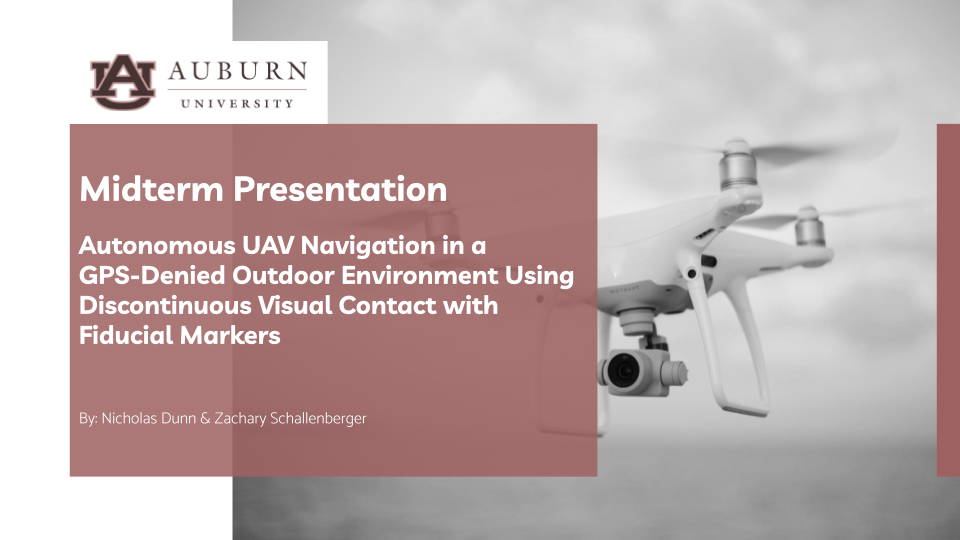 AUBURN
UNIVERSITY
Midterm Presentation
Autonomous UAV Navigation in a
GPS-Denied Outdoor Environment Using
Discontinuous Visual Contact with
Fiducial Markers
By: Nicholas Dunn & Zachary Schallenberger